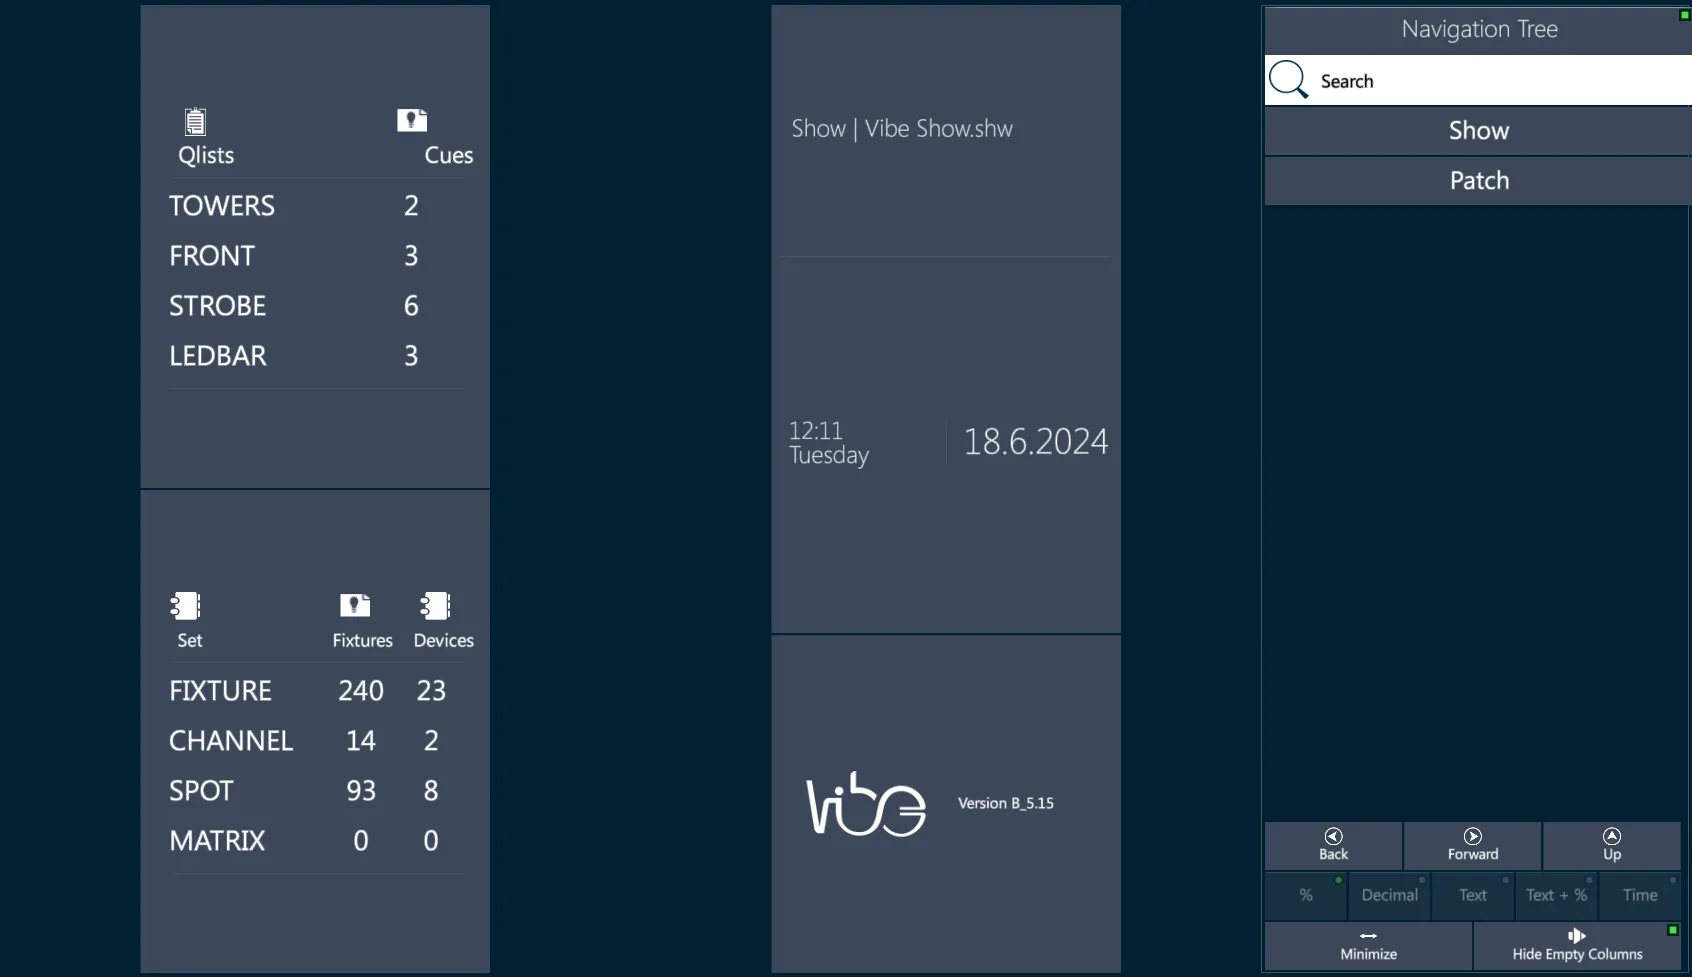 Qlists Cues
TOWERS 2
FRONT 3
STROBE 6
LEDBAR 3
Set Fixtures Devices
FIXTURE 240 23
CHANNEL 14 2
SPOT 93 8
MATRIX 0 0
Show | Vibe Show.shw
12:11
Tuesday
18.6.2024
vibe
Version B_5.15
Navigation Tree
Search
Show
Patch
Back Forward Up
% Decimal Text Text + % Time
Minimize Hide Empty Columns